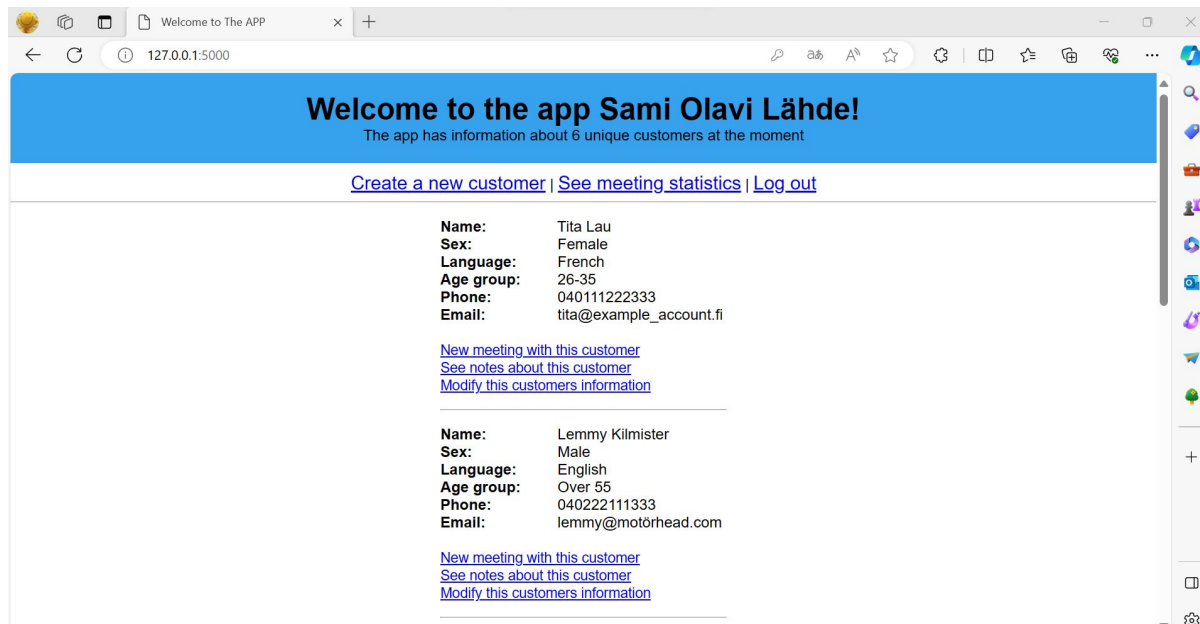 Welcome to The APP
127.0.0.1:5000
Welcome to the app Sami Olavi Lähde!
The app has information about 6 unique customers at the moment
Create a new customer | See meeting statistics | Log out
Name: Tita Lau
Sex: Female
Language: French
Age group: 26-35
Phone: 040111222333
Email: tita@example_account.fi
New meeting with this customer
See notes about this customer
Modify this customers information
Name: Lemmy Kilmister
Sex: Male
Language: English
Age group: Over 55
Phone: 040222111333
Email: lemmy@motörhead.com
New meeting with this customer
See notes about this customer
Modify this customers information